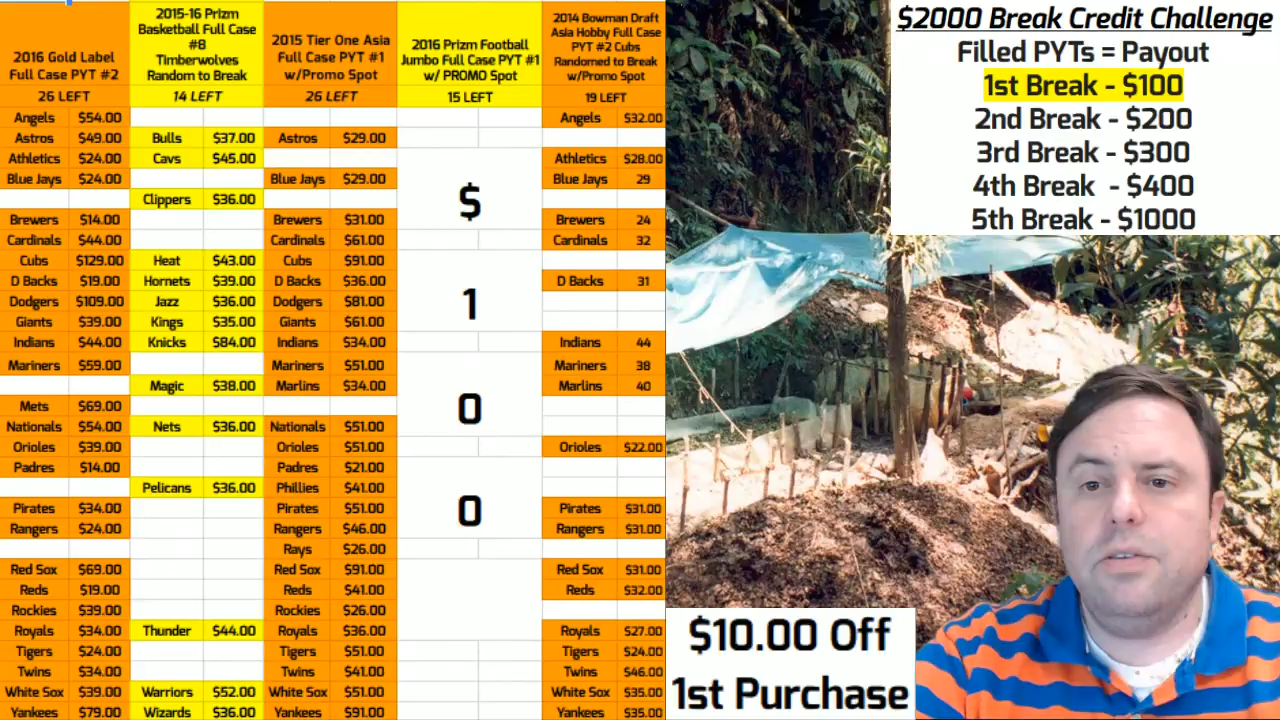 2016 Gold Label
Full Case PYT #2
26 LEFT
Angels $54.00
Astros $49.00
Athletics $24.00
Blue Jays $24.00
Brewers $14.00
Cardinals $44.00
Cubs $129.00
D Backs $19.00
Dodgers $109.00
Giants $39.00
Indians $44.00
Mariners $59.00
Mets $69.00
Nationals $54.00
Orioles $39.00
Padres $14.00
Pirates $34.00
Rangers $24.00
Red Sox $69.00
Reds $19.00
Rockies $39.00
Royals $34.00
Tigers $24.00
Twins $34.00
White Sox $39.00
Yankees $79.00
2015-16 Prizm
Basketball Full Case
#8
Timberwolves
Random to Break
14 LEFT
Bulls $37.00
Cavs $45.00
Clippers $36.00
Heat $43.00
Hornets $39.00
Jazz $36.00
Kings $35.00
Knicks $84.00
Magic $38.00
Nets $36.00
Pelicans $36.00
Thunder $44.00
Warriors $52.00
Wizards $36.00
2015 Tier One Asia
Full Case PYT #1
w/Promo Spot
26 LEFT
Astros $29.00
Blue Jays $29.00
Brewers $31.00
Cardinals $61.00
Cubs $91.00
D Backs $36.00
Dodgers $81.00
Giants $61.00
Indians $34.00
Mariners $51.00
Marlins $34.00
Nationals $51.00
Orioles $51.00
Padres $21.00
Phillies $41.00
Pirates $51.00
Rangers $46.00
Rays $26.00
Red Sox $91.00
Reds $41.00
Rockies $26.00
Royals $36.00
Tigers $51.00
Twins $41.00
White Sox $51.00
Yankees $91.00
2016 Prizm Football
Jumbo Full Case PYT #1
w/ PROMO Spot
15 LEFT
$
1
0
0
2014 Bowman Draft
Asia Hobby Full Case
PYT #2 Cubs
Randomed to Break
w/Promo Spot
19 LEFT
Angels $32.00
Athletics $28.00
Blue Jays 29
Brewers 24
Cardinals 32
D Backs 31
Indians 44
Mariners 38
Marlins 40
Orioles $22.00
Pirates $31.00
Rangers $31.00
Red Sox $31.00
Reds $32.00
Royals $27.00
Tigers $24.00
Twins $46.00
White Sox $35.00
Yankees $35.00
$2000 Break Credit Challenge
Filled PYTs = Payout
1st Break - $100
2nd Break - $200
3rd Break - $300
4th Break - $400
5th Break - $1000
$10.00 Off
1st Purchase